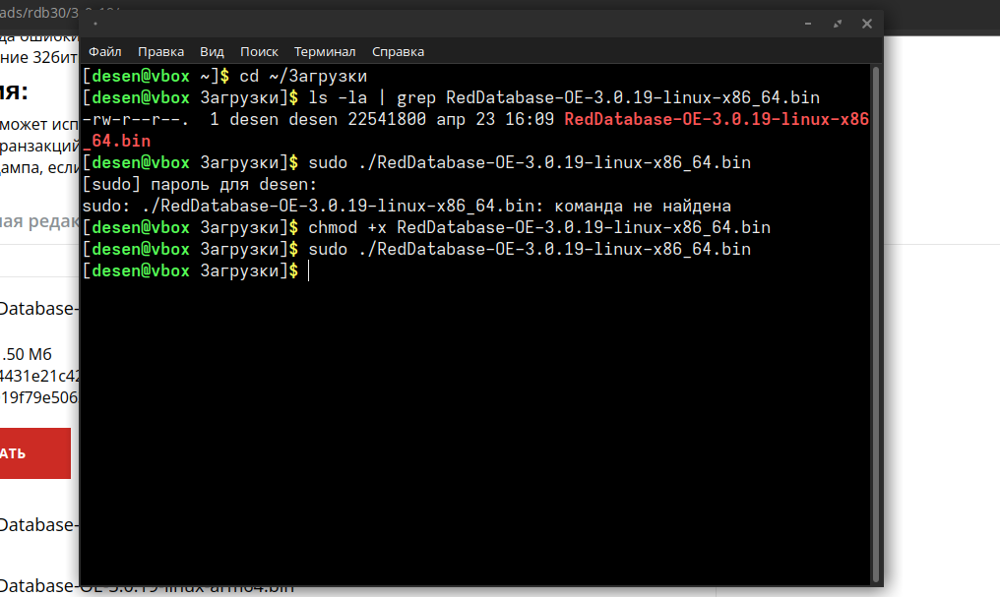 ads/rdb30/3.0.19/
да ошибки
ние 32бит
ия:
может исп
ранзакций
ампа, есл
ая редак
Database-
.50 Мб
4431e21c42
19f79e506
АТЬ
Database-
Database-OE-3.0.19-linux-arm64.bin
Файл Правка Вид Поиск Терминал Справка
[desen@vbox ~]$ cd ~/Загрузки
[desen@vbox Загрузки]$ ls -la | grep RedDatabase-OE-3.0.19-linux-x86_64.bin
-rw-r--r--. 1 desen desen 22541800 апр 23 16:09 RedDatabase-OE-3.0.19-linux-x86
_64.bin
[desen@vbox Загрузки]$ sudo ./RedDatabase-OE-3.0.19-linux-x86_64.bin
[sudo] пароль для desen:
sudo: ./RedDatabase-OE-3.0.19-linux-x86_64.bin: команда не найдена
[desen@vbox Загрузки]$ chmod +x RedDatabase-OE-3.0.19-linux-x86_64.bin
[desen@vbox Загрузки]$ sudo ./RedDatabase-OE-3.0.19-linux-x86_64.bin
[desen@vbox Загрузки]$